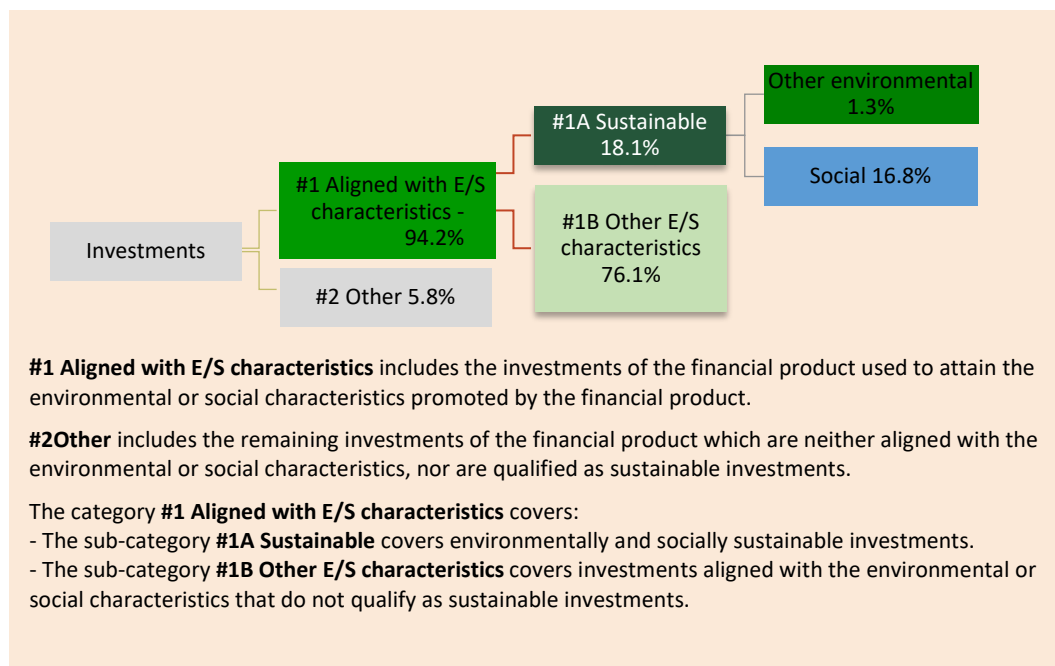 Investments
#1 Aligned with E/S
characteristics -
94.2%
#2 Other 5.8%
#1A Sustainable
18.1%
#1B Other E/S
characteristics
76.1%
Other environmental
1.3%
Social 16.8%
#1 Aligned with E/S characteristics includes the investments of the financial product used to attain the
environmental or social characteristics promoted by the financial product.
#2Other includes the remaining investments of the financial product which are neither aligned with the
environmental or social characteristics, nor are qualified as sustainable investments.
The category #1 Aligned with E/S characteristics covers:
- The sub-category #1A Sustainable covers environmentally and socially sustainable investments.
- The sub-category #1B Other E/S characteristics covers investments aligned with the environmental or
social characteristics that do not qualify as sustainable investments.